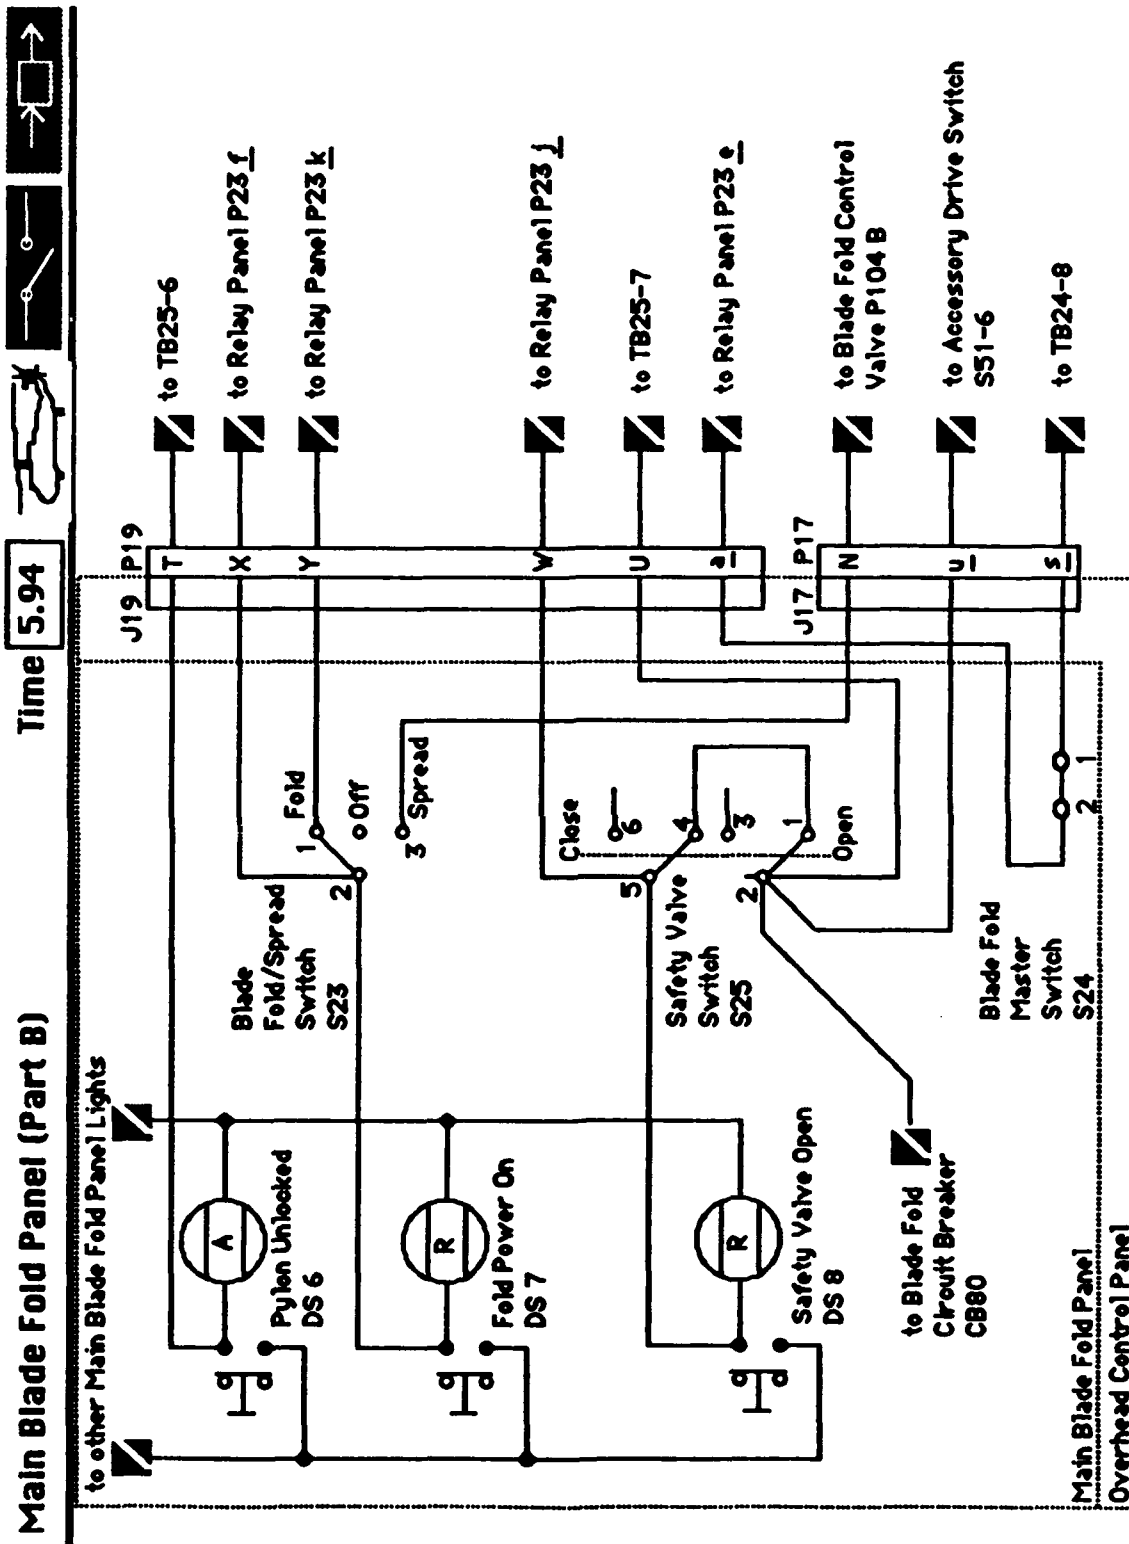 Main Blade Fold Panel (Part B)
Time 5.94
to other Main Blade Fold Panel Lights
J19 P19
T
to TB25-6
X
to Relay Panel P23 f
Y
to Relay Panel P23 k
W
to Relay Panel P23 j
U
to TB25-7
a
to Relay Panel P23 e
J17 P17
N
to Blade Fold Control
Valve P104 B
u
to Accessory Drive Switch
S51-6
s
to TB24-8
A
Pylon Unlocked
DS 6
R
Fold Power On
DS 7
R
Safety Valve Open
DS 8
Blade
Fold/Spread
Switch
S23
2
1
Fold
Off
3
Spread
Safety Valve
Switch
S25
Close
6
5
4
3
2
1
Open
to Blade Fold
Circuit Breaker
CB80
Blade Fold
Master
Switch
S24
2
1
Main Blade Fold Panel
Overhead Control Panel